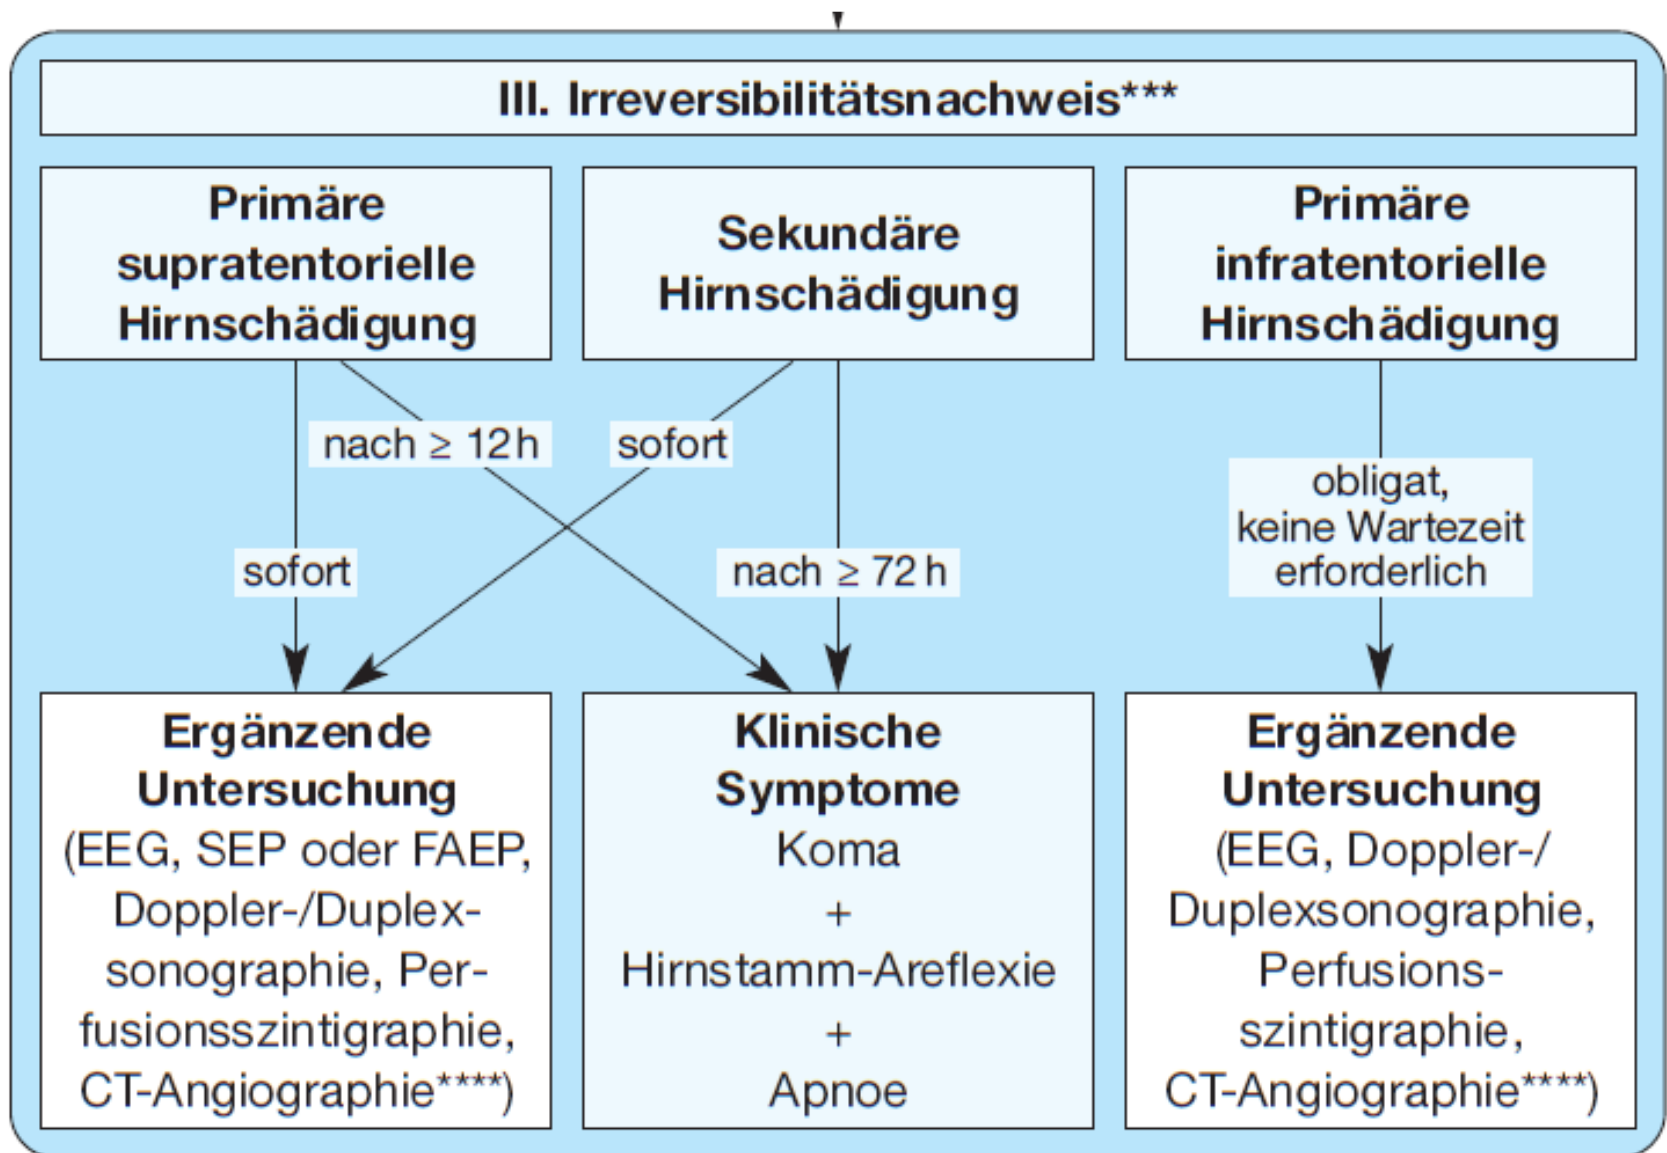 III. Irreversibilitätsnachweis***
Primäre
supratentorielle
Hirnschädigung
Sekundäre
Hirnschädigung
Primäre
infratentorielle
Hirnschädigung
nach ≥ 12 h
sofort
sofort
nach ≥ 72 h
obligat,
keine Wartezeit
erforderlich
Ergänzende
Untersuchung
(EEG, SEP oder FAEP,
Doppler-/Duplex-
sonographie, Per-
fusionsszintigraphie,
CT-Angiographie****)
Klinische
Symptome
Koma
+
Hirnstamm-Areflexie
+
Apnoe
Ergänzende
Untersuchung
(EEG, Doppler-/
Duplexsonographie,
Perfusions-
szintigraphie,
CT-Angiographie****)